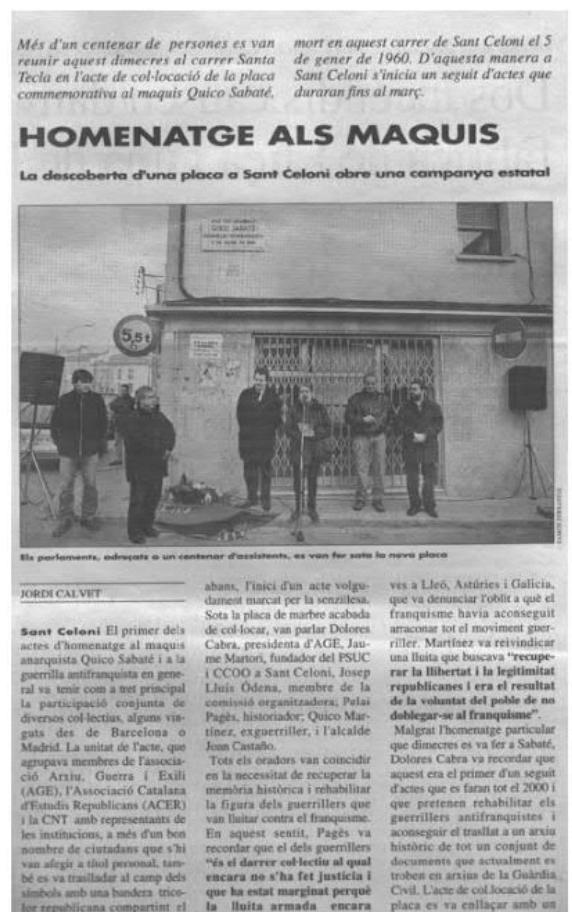 Més d'un centenar de persones es van
reunir aquest dimecres al carrer Santa
Tecla en l'acte de col·locació de la placa
commemorativa al maquis Quico Sabaté,
mort en aquest carrer de Sant Celoni el 5
de gener de 1960. D'aquesta manera a
Sant Celoni s'inicia un seguit d'actes que
duraran fins al març.
HOMENATGE ALS MAQUIS
La descoberta d'una placa a Sant Celoni obre una campanya estatal
QUICO SABATÉ
5,5t
Els parlaments, adreçats a un centenar d'assistents, es van fer sota la nova placa
JORDI CALVET
Sant Celoni El primer dels
actes d'homenatge al maquis
anarquista Quico Sabaté i a la
guerrilla antifranquista en gene-
ral va tenir com a tret principal
la participació conjunta de
diversos col·lectius, alguns vin-
guts des de Barcelona o
Madrid. La unitat de l'acte, que
agrupava membres de l'associa-
ció Arxiu, Guerra i Exili
(AGE), l'Associació Catalana
d'Estudis Republicans (ACER)
i la CNT amb representants de
les institucions, a més d'un bon
nombre de ciutadans que s'hi
van afegir a títol personal, tam-
bé es va traslladar al camp dels
símbols amb una bandera trico-
lor republicana compartint el
abans, l'inici d'un acte volgu-
dament marcat per la senzillesa.
Sota la placa de marbre acabada
de col·locar, van parlar Dolores
Cabra, presidenta d'AGE, Jau-
me Martori, fundador del PSUC
i CCOO a Sant Celoni, Josep
Lluís Òdena, membre de la
comissió organitzadora; Pelai
Pagès, historiador; Quico Mar-
tínez, exguerriller, i l'alcalde
Joan Castaño.
Tots els oradors van coincidir
en la necessitat de recuperar la
memòria històrica i rehabilitar
la figura dels guerrillers que
van lluitar contra el franquisme.
En aquest sentit, Pagès va
recordar que el dels guerrillers
"és el darrer col·lectiu al qual
encara no s'ha fet justícia i
que ha estat marginat perquè
la lluita armada encara
ves a Lleó, Astúries i Galícia,
que va denunciar l'oblit a què el
franquisme havia aconseguit
arraconar tot el moviment guer-
riller. Martínez va reivindicar
una lluita que buscava "recupe-
rar la llibertat i la legitimitat
republicanes i era el resultat
de la voluntat del poble de no
doblegar-se al franquisme".
Malgrat l'homenatge particular
que dimecres es va fer a Sabaté,
Dolores Cabra va recordar que
aquest era el primer d'un seguit
d'actes que es faran tot el 2000 i
que pretenen rehabilitar els
guerrillers antifranquistes i
aconseguir el trasllat a un arxiu
històric de tot un conjunt de
documents que actualment es
troben en arxius de la Guàrdia
Civil. L'acte de col·locació de la
placa es va enllaçar amb un